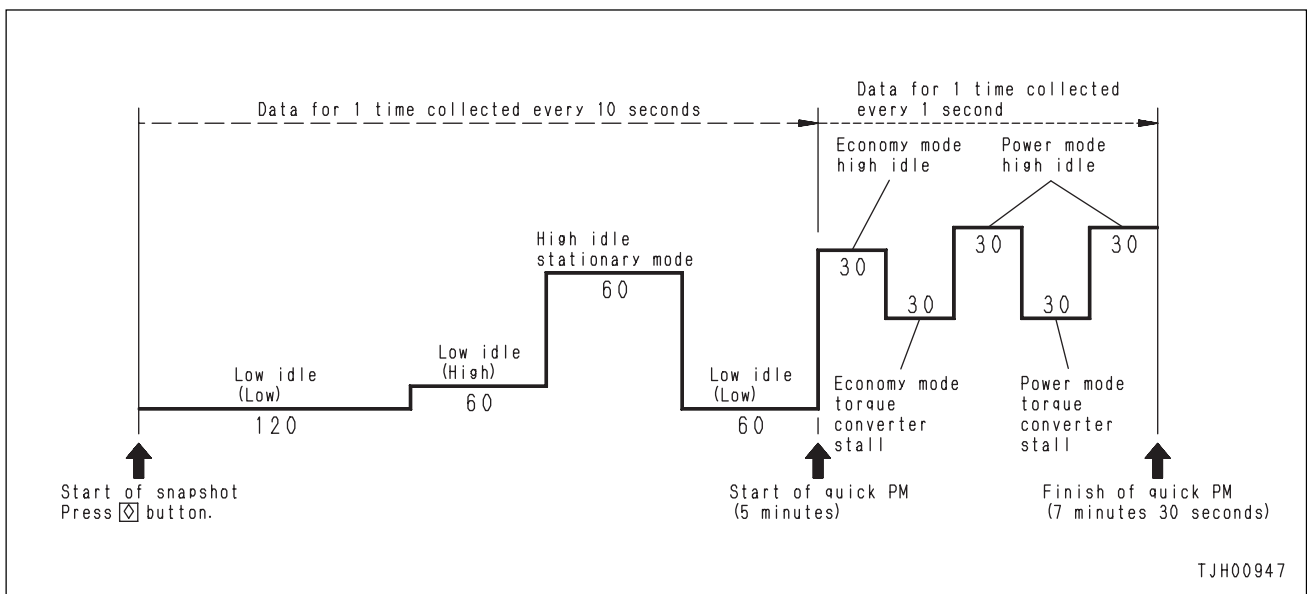 Data for 1 time collected every 10 seconds
Data for 1 time collected
every 1 second
Economy mode
high idle
Power mode
high idle
High idle
stationary mode
60
30
30
30
30
30
Low idle
(Low)
120
Low idle
(High)
60
Low idle
(Low)
60
Economy mode
torque
converter
stall
Power mode
torque
converter
stall
Start of snapshot
Press ◇ button.
Start of quick PM
(5 minutes)
Finish of quick PM
(7 minutes 30 seconds)
TJH00947